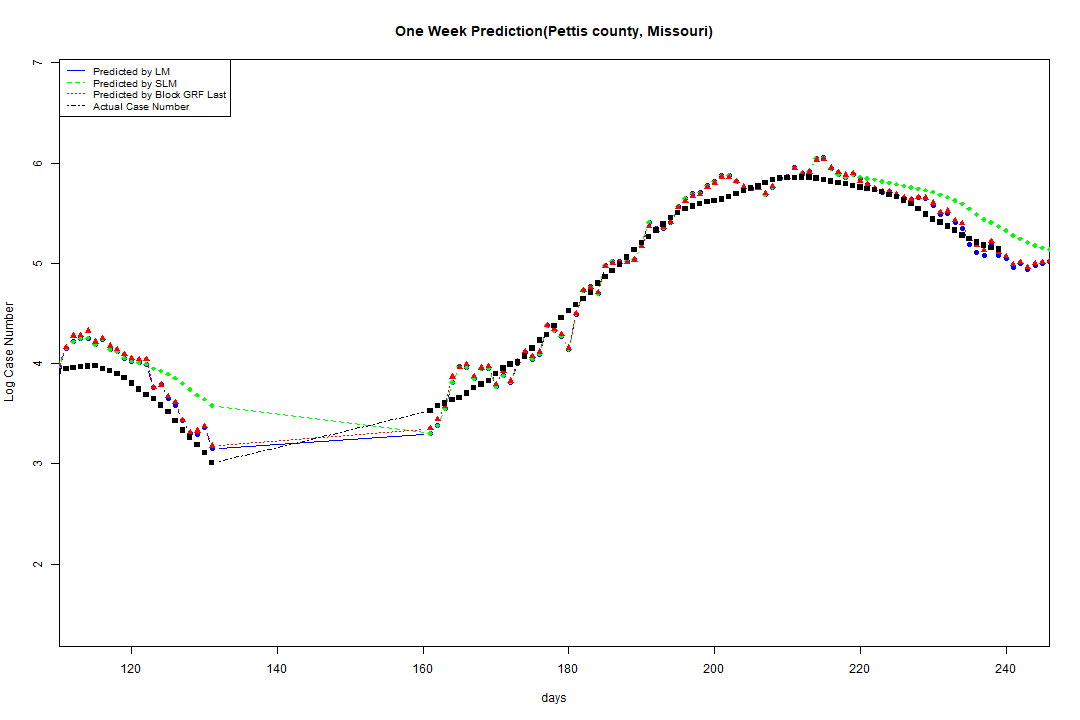 One Week Prediction(Pettis county, Missouri)
Predicted by LM
Predicted by SLM
Predicted by Block GRF Last
Actual Case Number
7
6
5
4
3
2
Log Case Number
120 140 160 180 200 220 240
days